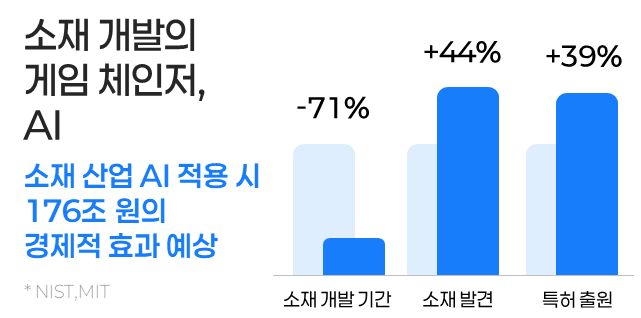 소재 개발의
게임 체인저,
AI
소재 산업 AI 적용 시
176조 원의
경제적 효과 예상
* NIST,MIT
-71%
+44%
+39%
소재 개발 기간
소재 발견
특허 출원